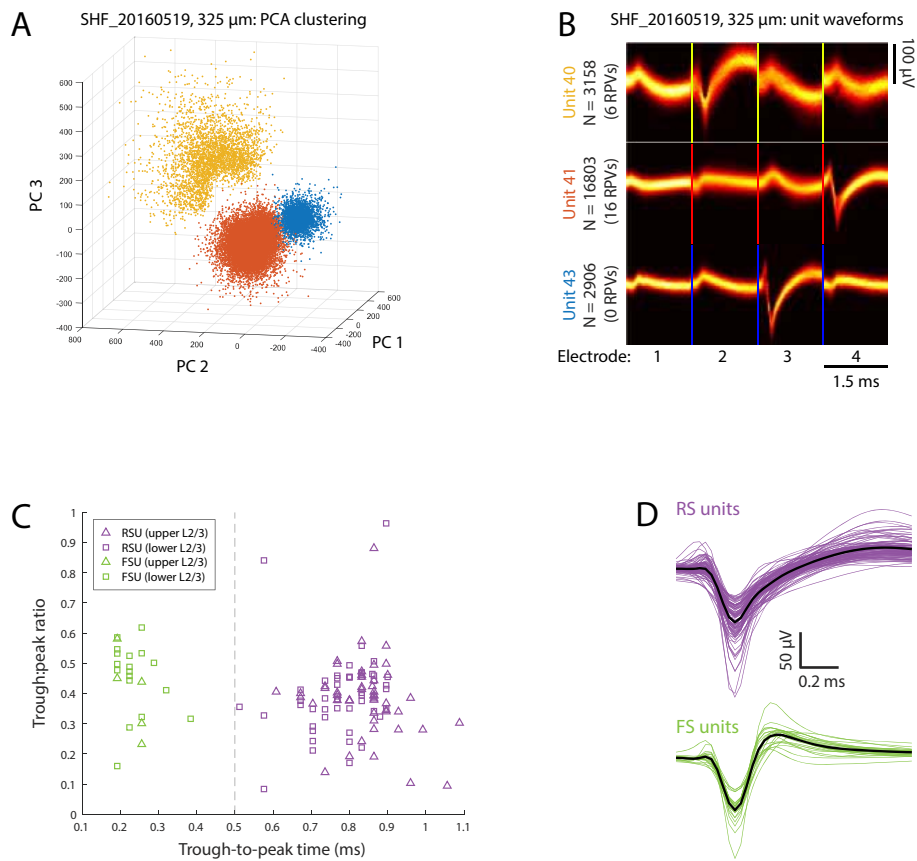 A
SHF_20160519, 325 µm: PCA clustering
600
500
400
300
200
100
0
-100
-200
-300
-400
PC 3
800
600
400
200
0
-200
-400
PC 2
-400
-200
0
200
400
600
PC 1
B
SHF_20160519, 325 µm: unit waveforms
100 µV
Unit 40
N = 3158
(6 RPVs)
Unit 41
N = 16803
(16 RPVs)
Unit 43
N = 2906
(0 RPVs)
Electrode: 1 2 3 4
1.5 ms
C
RSU (upper L2/3)
RSU (lower L2/3)
FSU (upper L2/3)
FSU (lower L2/3)
1
0.9
0.8
0.7
0.6
0.5
0.4
0.3
0.2
0.1
0
Trough:peak ratio
0.1 0.2 0.3 0.4 0.5 0.6 0.7 0.8 0.9 1 1.1
Trough-to-peak time (ms)
D
RS units
50 µV
0.2 ms
FS units